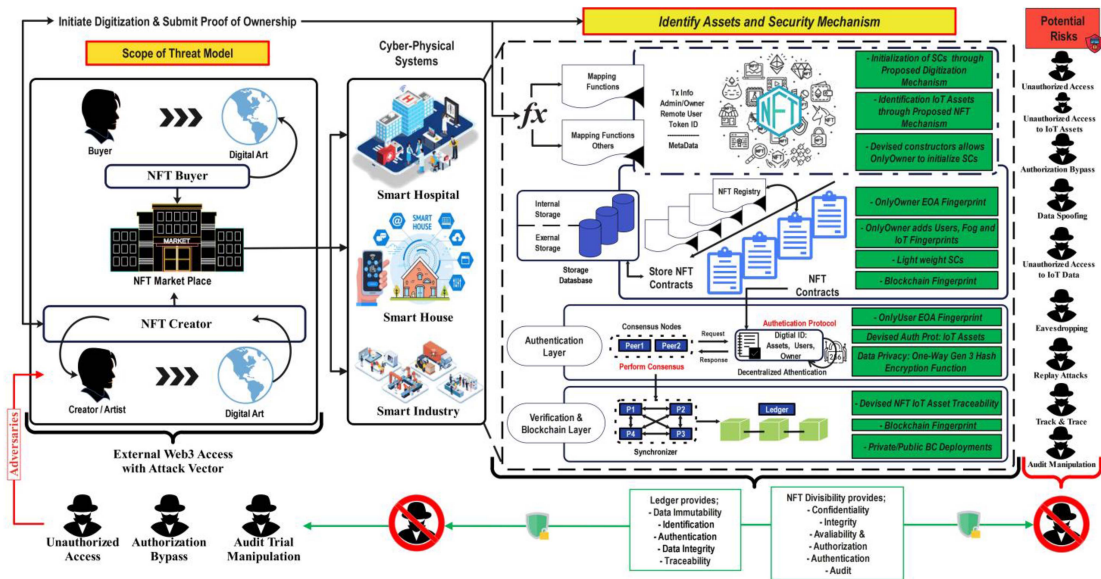 Initiate Digitization & Submit Proof of Ownership
Scope of Threat Model
Buyer
Digital Art
NFT Buyer
MARKET
NFT Market Place
NFT Creator
Creator / Artist
Digital Art
External Web3 Access
with Attack Vector
Adversaries
Unauthorized
Access
Authorization
Bypass
Audit Trial
Manipulation
Cyber-Physical
Systems
Smart Hospital
SMART
HOUSE
Smart House
Smart Industry
Identify Assets and Security Mechanism
fx
Mapping
Functions
Mapping Functions
Others
Tx Info
Admin/Owner
Remote User
Token ID
MetaData
NFT
- Initialization of SCs through
Proposed Digitization
Mechanism
- Identification IoT Assets
through Proposed NFT
Mechanism
- Devised constructors allows
OnlyOwner to initialize SCs
Internal
Storage
Exernal
Storage
Storage
Datadbase
NFT Registry
Store NFT
Contracts
NFT
Contracts
- OnlyOwner EOA Fingerprint
- OnlyOwner adds Users, Fog and
IoT Fingerprints
- Light weight SCs
- Blockchain Fingerprint
Authentication
Layer
Consensus Nodes
Peer1
Peer2
Perform Consensus
Request
Response
Authetication Protocol
Digtial ID:
Assets, Users,
Owner
256
Decentralized Athentication
- OnlyUser EOA Fingerprint
Devised Auth Prot: IoT Assets
Data Privacy: One-Way Gen 3 Hash
Encryption Function
Verification &
Blockchain Layer
P1
P2
P4
P3
Synchronizer
Ledger
- Devised NFT IoT Asset Traceability
- Blockchain Fingerprint
- Private/Public BC Deployments
Ledger provides;
- Data Immutability
- Identification
- Authentication
- Data Integrity
- Traceability
NFT Divisibility provides;
- Confidentiality
- Integrity
- Avaliability &
- Authorization
- Authentication
- Audit
Potential
Risks
Unauthorized Access
Unauthorized Access
to IoT Assets
Authorization Bypass
Data Spoofing
Unauthorized Access
to IoT Data
Eavesdropping
Replay Attacks
Track & Trace
Audit Manipulation